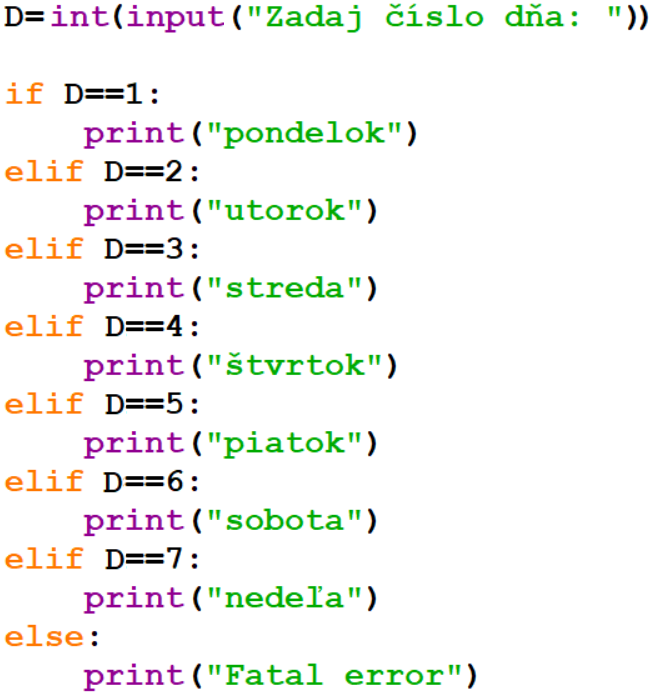 D=int(input("Zadaj číslo dňa: "))
if D==1:
    print("pondelok")
elif D==2:
    print("utorok")
elif D==3:
    print("streda")
elif D==4:
    print("štvrtok")
elif D==5:
    print("piatok")
elif D==6:
    print("sobota")
elif D==7:
    print("nedeľa")
else:
    print("Fatal error")